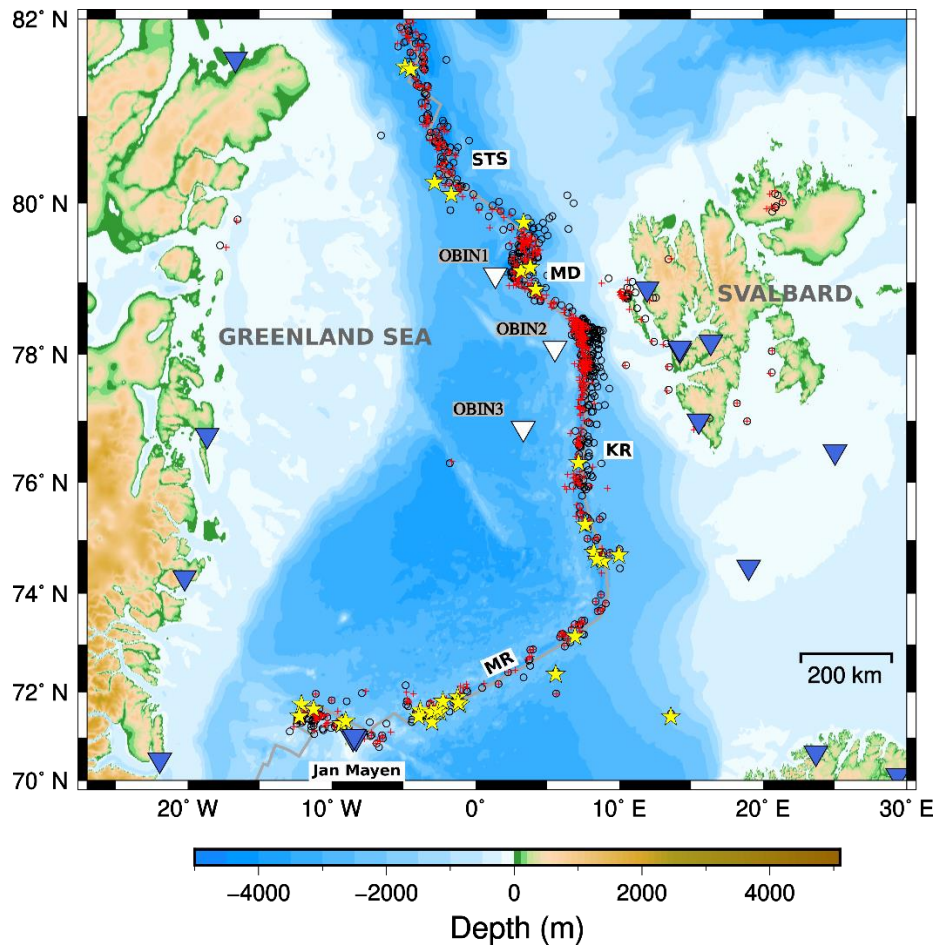 82° N
STS
80° N
OBIN1
MD
SVALBARD
GREENLAND SEA
OBIN2
78° N
OBIN3
KR
76° N
74° N
MR
200 km
72° N
Jan Mayen
70° N
20° W
10° W
0°
10° E
20° E
30° E
−4000
−2000
0
2000
4000
Depth (m)